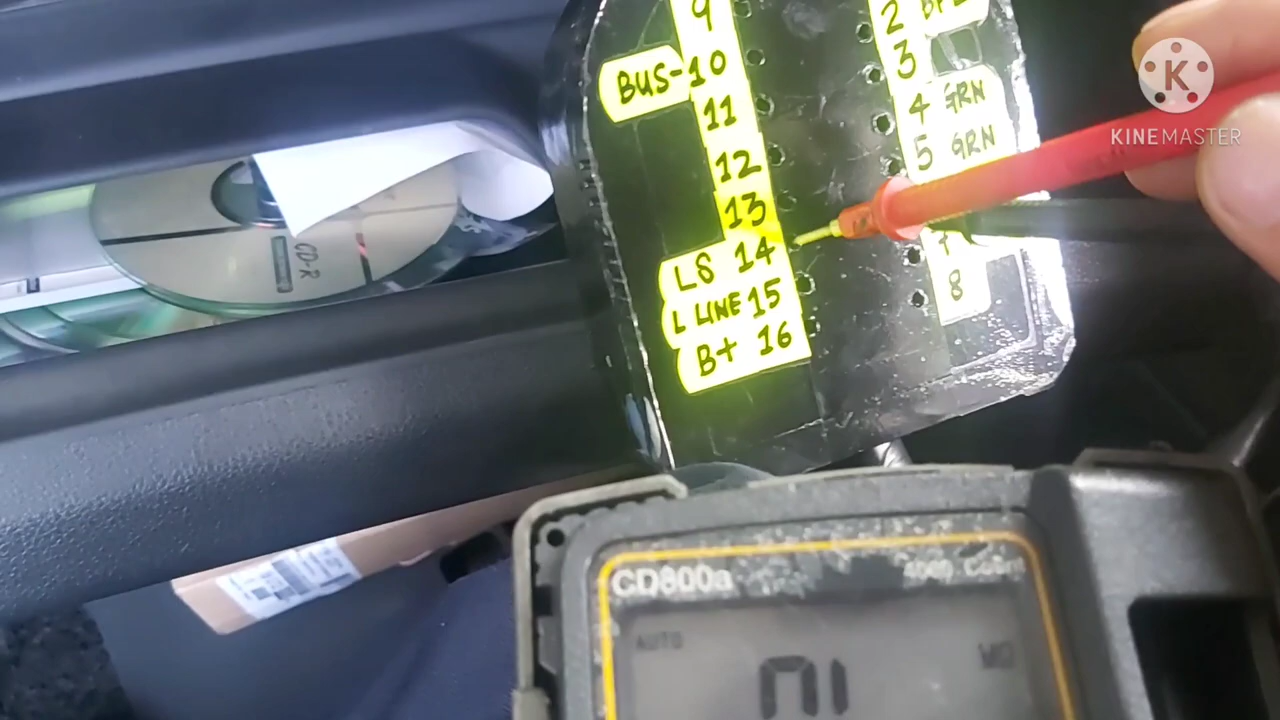 9
BUS- 10
11
12
13
LS 14
L LINE 15
B+ 16
2
3
4 GRN
5 GRN
8
K
KINEMASTER
CD-R
CD800a
AUTO